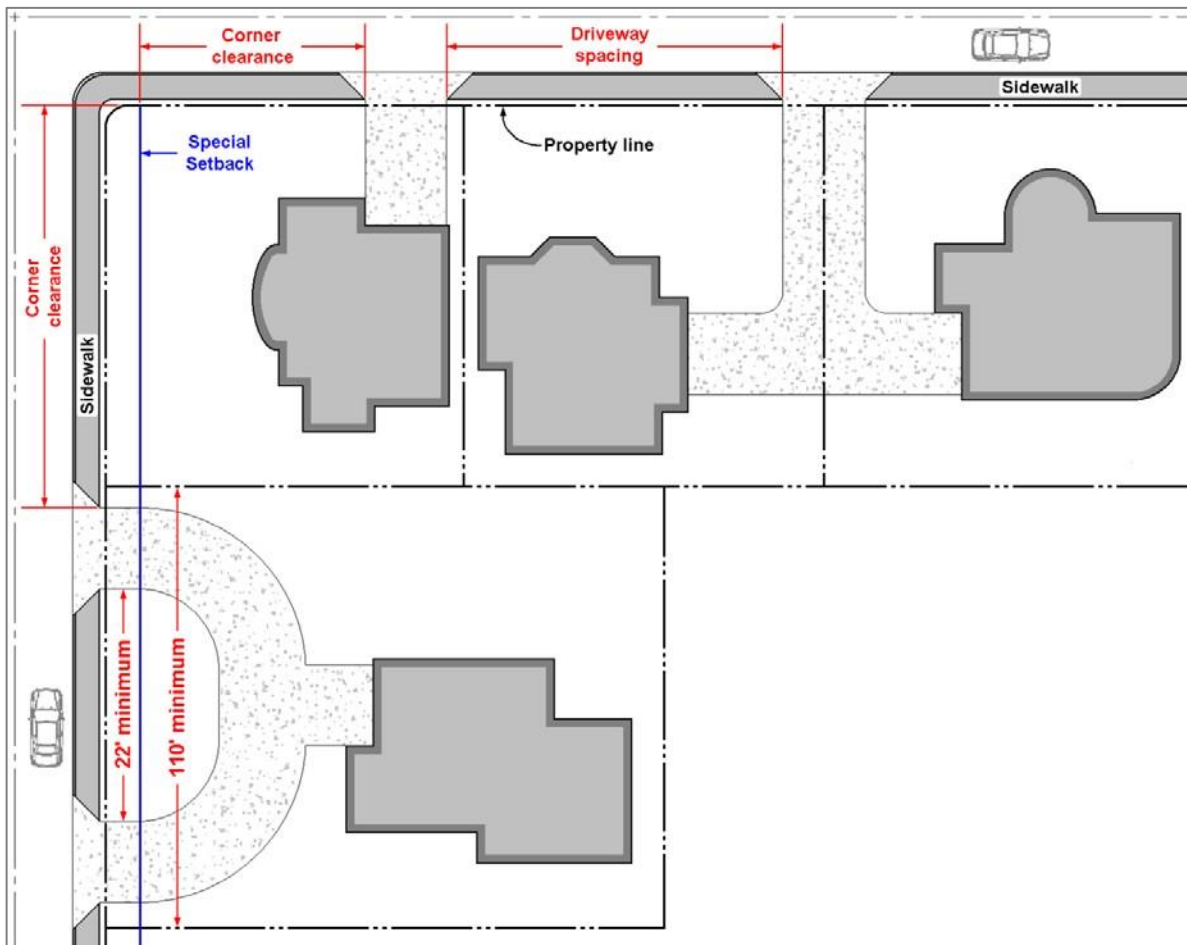 Corner
clearance
Driveway
spacing
Sidewalk
Special
Setback
Property line
Corner
clearance
Sidewalk
22' minimum
110' minimum